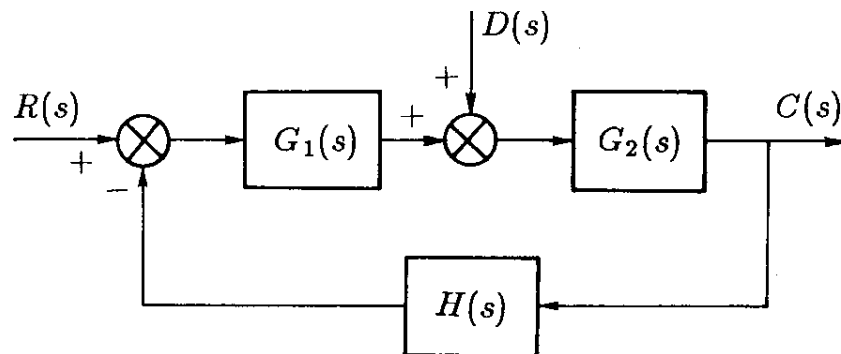 D(s)
+
R(s)
+
−
G₁(s)
+
G₂(s)
C(s)
H(s)